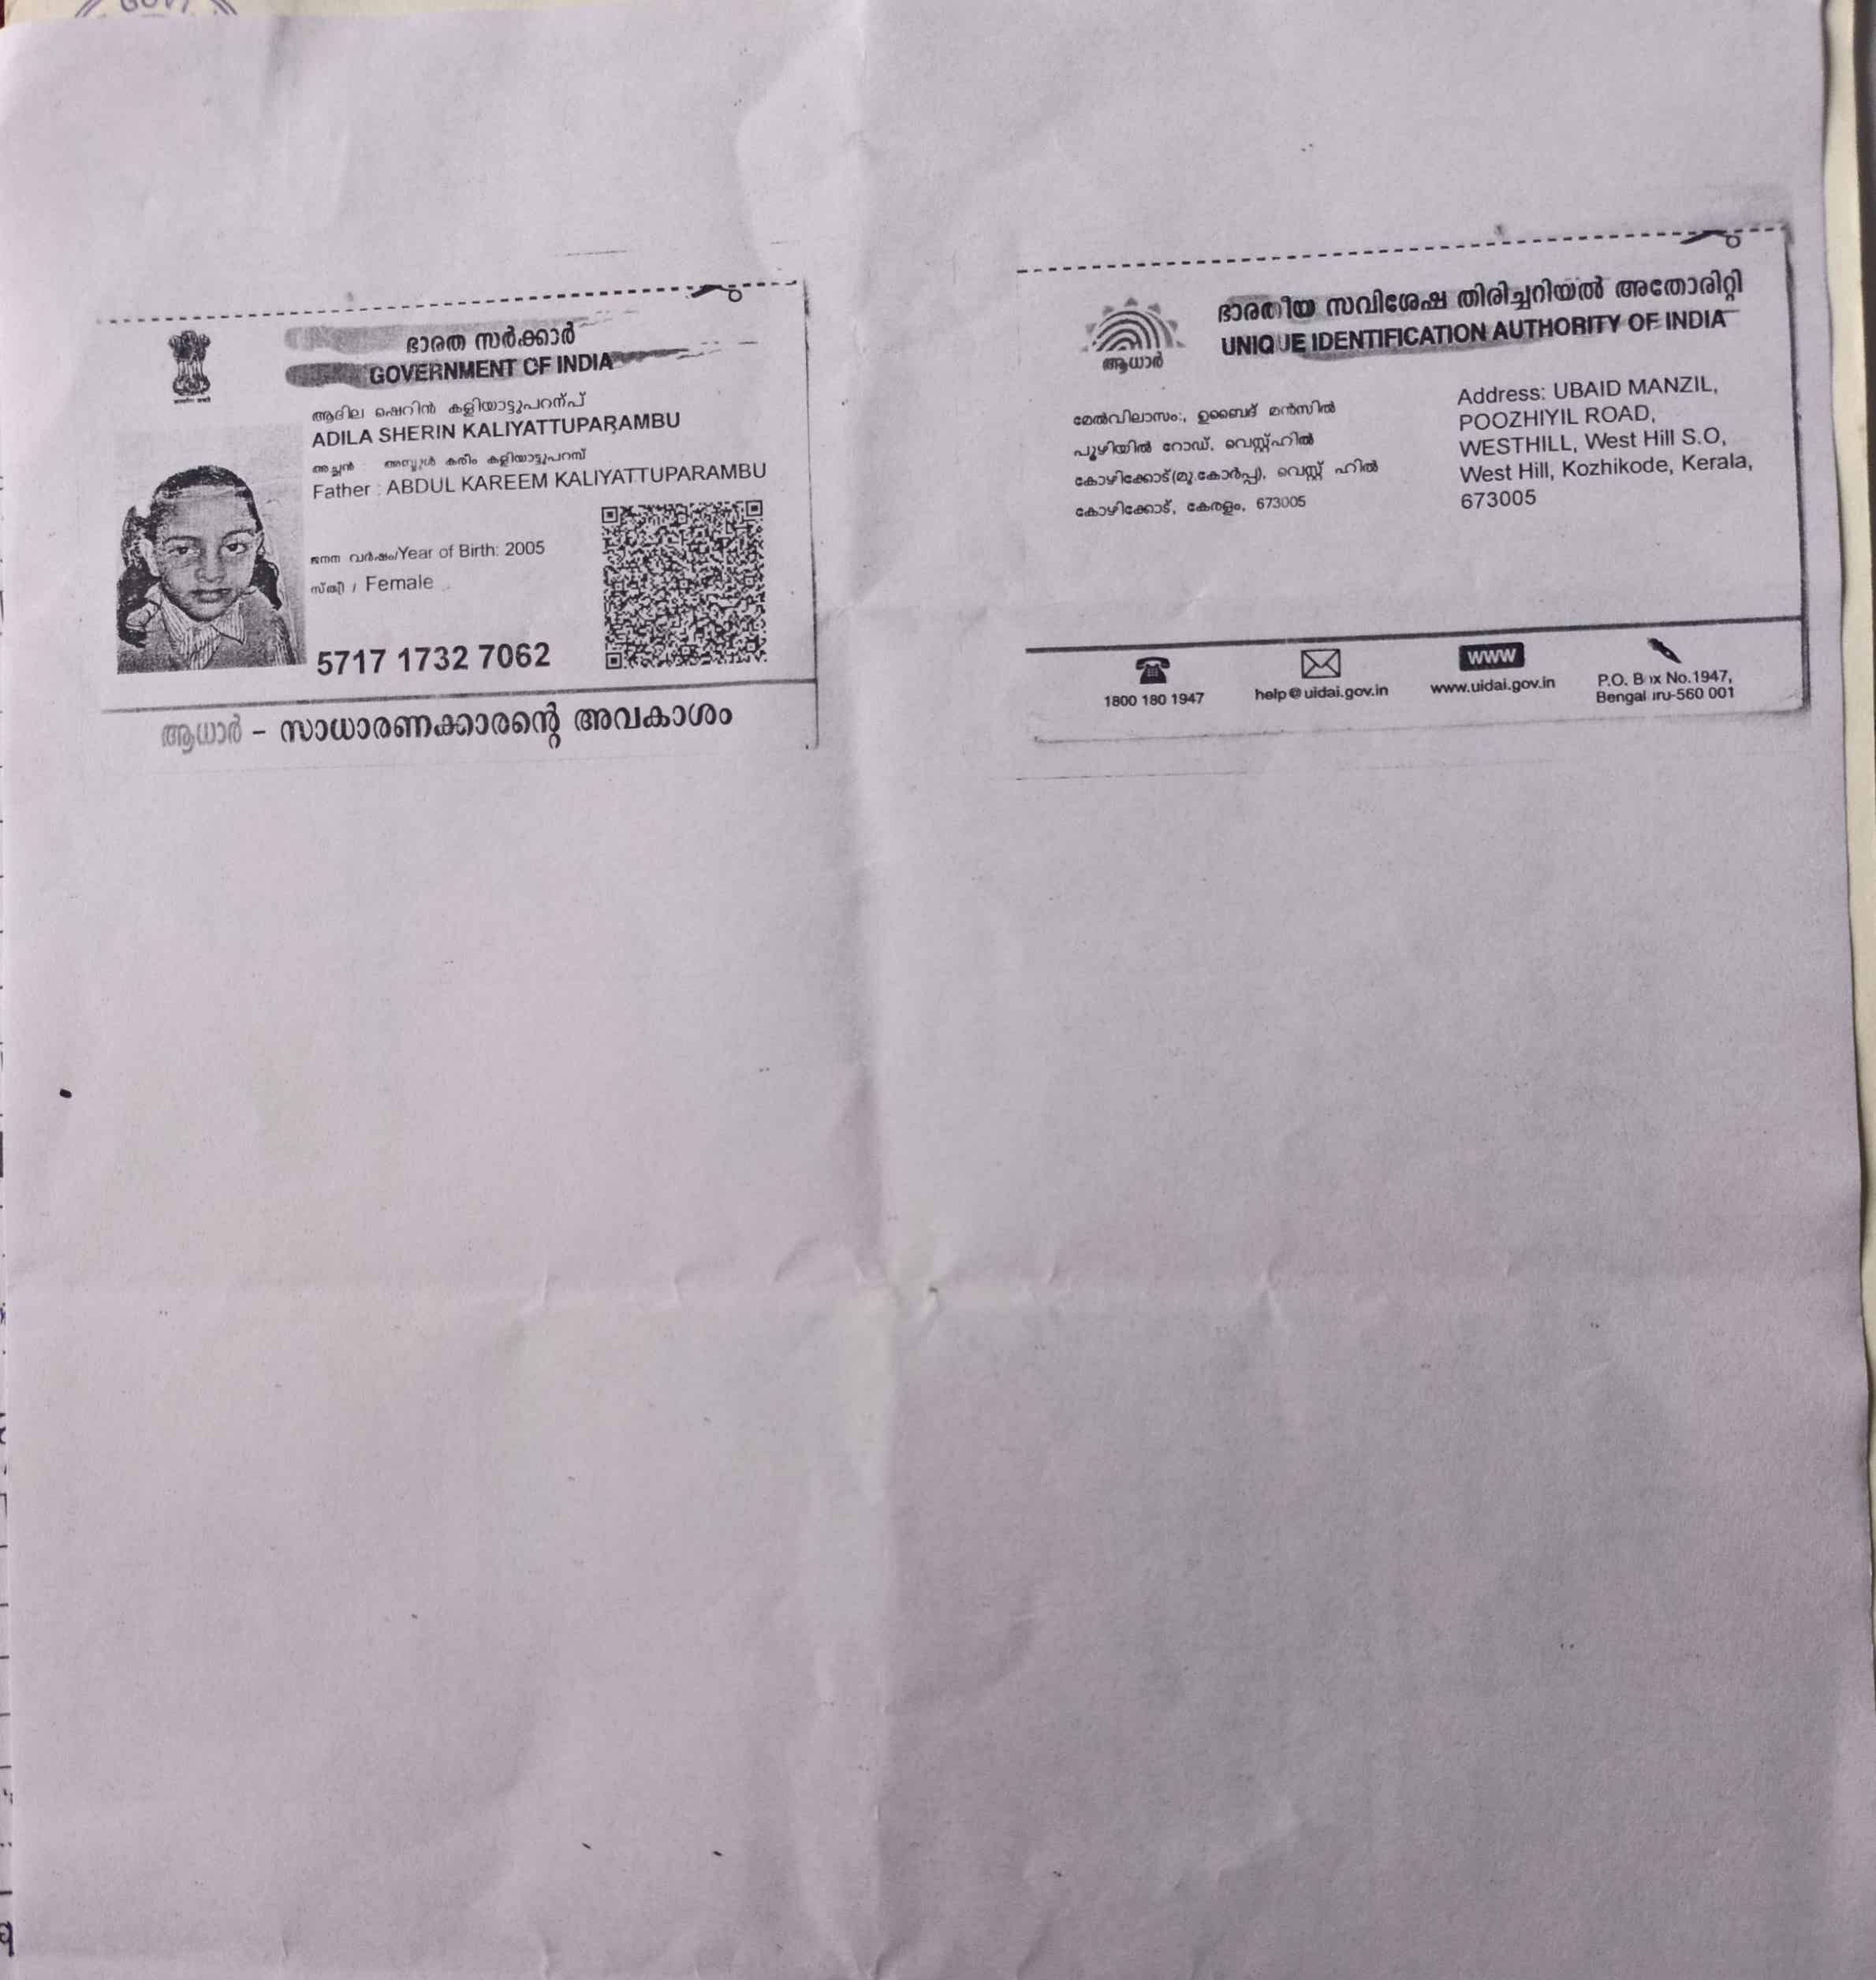 GOVT
ഭാരത സർക്കാർ
GOVERNMENT OF INDIA
ആദില ഷെറിൻ കളിയാട്ടുപറന്പ്
ADILA SHERIN KALIYATTUPARAMBU
അച്ഛൻ : അബ്ദുൾ കരീം കളിയാട്ടുപറമ്പ്
Father : ABDUL KAREEM KALIYATTUPARAMBU
ജനന വർഷം/Year of Birth: 2005
സ്ത്രീ / Female
5717 1732 7062
ആധാർ – സാധാരണക്കാരന്റെ അവകാശം
ഭാരതീയ സവിശേഷ തിരിച്ചറിയൽ അതോരിറ്റി
UNIQUE IDENTIFICATION AUTHORITY OF INDIA
ആധാർ
മേൽവിലാസം:, ഉബൈദ് മൻസിൽ
പൂഴിയിൽ റോഡ്, വെസ്റ്റ്ഹിൽ
കോഴിക്കോട്(മു.കോർപ്പ), വെസ്റ്റ് ഹിൽ
കോഴിക്കോട്, കേരളം, 673005
Address: UBAID MANZIL,
POOZHIYIL ROAD,
WESTHILL, West Hill S.O,
West Hill, Kozhikode, Kerala,
673005
1800 180 1947
help@uidai.gov.in
WWW
www.uidai.gov.in
P.O. Box No.1947,
Bengaluru-560 001